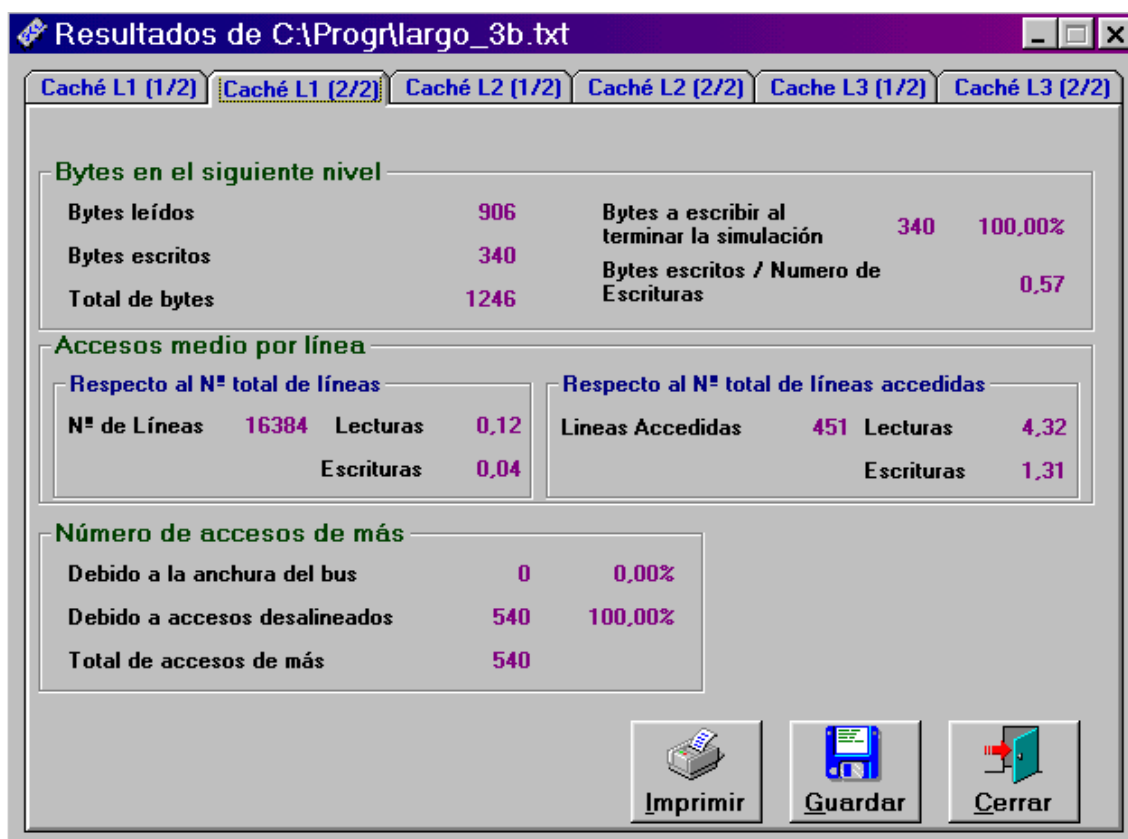 Resultados de C:\Progr\largo_3b.txt
Caché L1 (1/2) Caché L1 (2/2) Caché L2 (1/2) Caché L2 (2/2) Cache L3 (1/2) Caché L3 (2/2)
Bytes en el siguiente nivel
Bytes leídos 906
Bytes escritos 340
Total de bytes 1246
Bytes a escribir al
terminar la simulación 340 100,00%
Bytes escritos / Numero de
Escrituras 0,57
Accesos medio por línea
Respecto al Nº total de líneas
Nº de Líneas 16384 Lecturas 0,12
Escrituras 0,04
Respecto al Nº total de líneas accedidas
Lineas Accedidas 451 Lecturas 4,32
Escrituras 1,31
Número de accesos de más
Debido a la anchura del bus 0 0,00%
Debido a accesos desalineados 540 100,00%
Total de accesos de más 540
Imprimir Guardar Cerrar